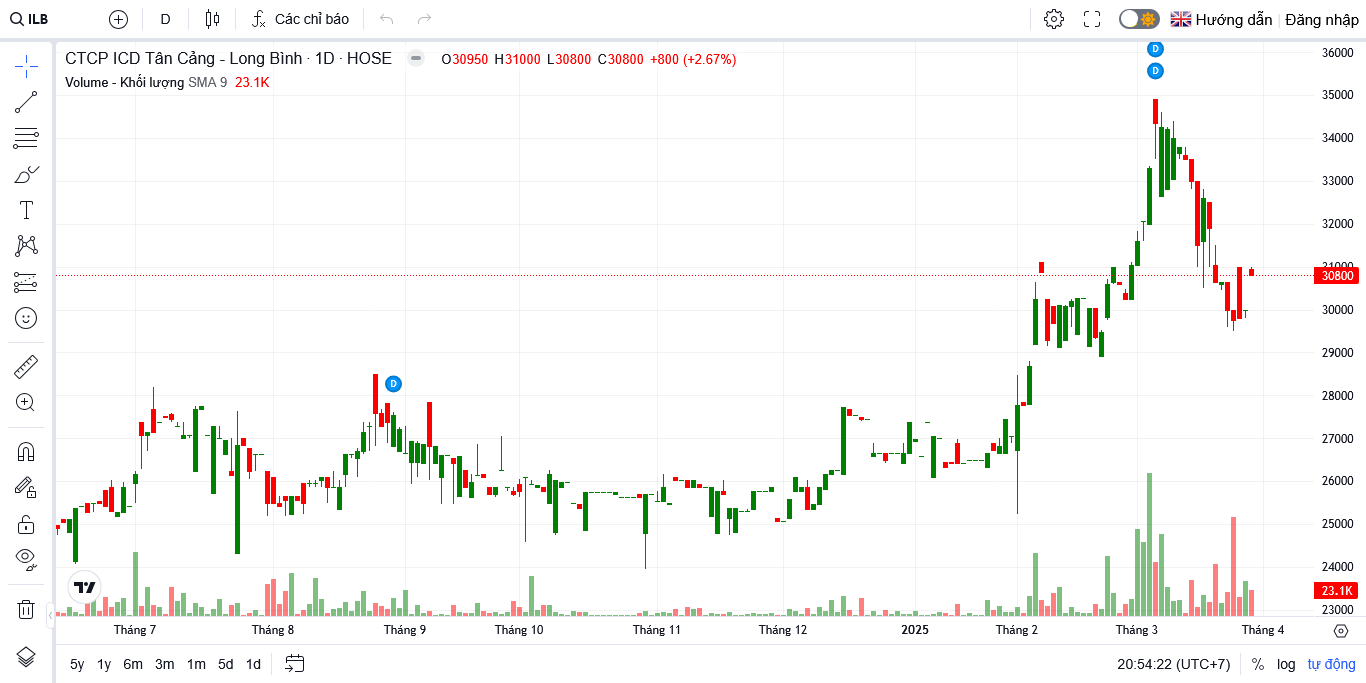 ILB D Các chỉ báo Hướng dẫn Đăng nhập
CTCP ICD Tân Cảng - Long Bình · 1D · HOSE O30950 H31000 L30800 C30800 +800 (+2.67%)
Volume - Khối lượng SMA 9 23.1K
D
D
D
36000
35000
34000
33000
32000
31000
30800
30000
29000
28000
27000
26000
25000
24000
23.1K
23000
Tháng 7 Tháng 8 Tháng 9 Tháng 10 Tháng 11 Tháng 12 2025 Tháng 2 Tháng 3 Tháng 4
5y 1y 6m 3m 1m 5d 1d 20:54:22 (UTC+7) % log tự động